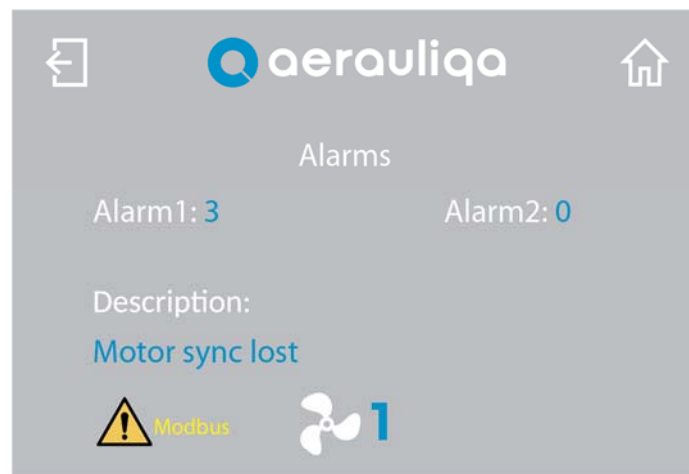 aerauliqa
Alarms
Alarm1: 3 Alarm2: 0
Description:
Motor sync lost
Modbus 1